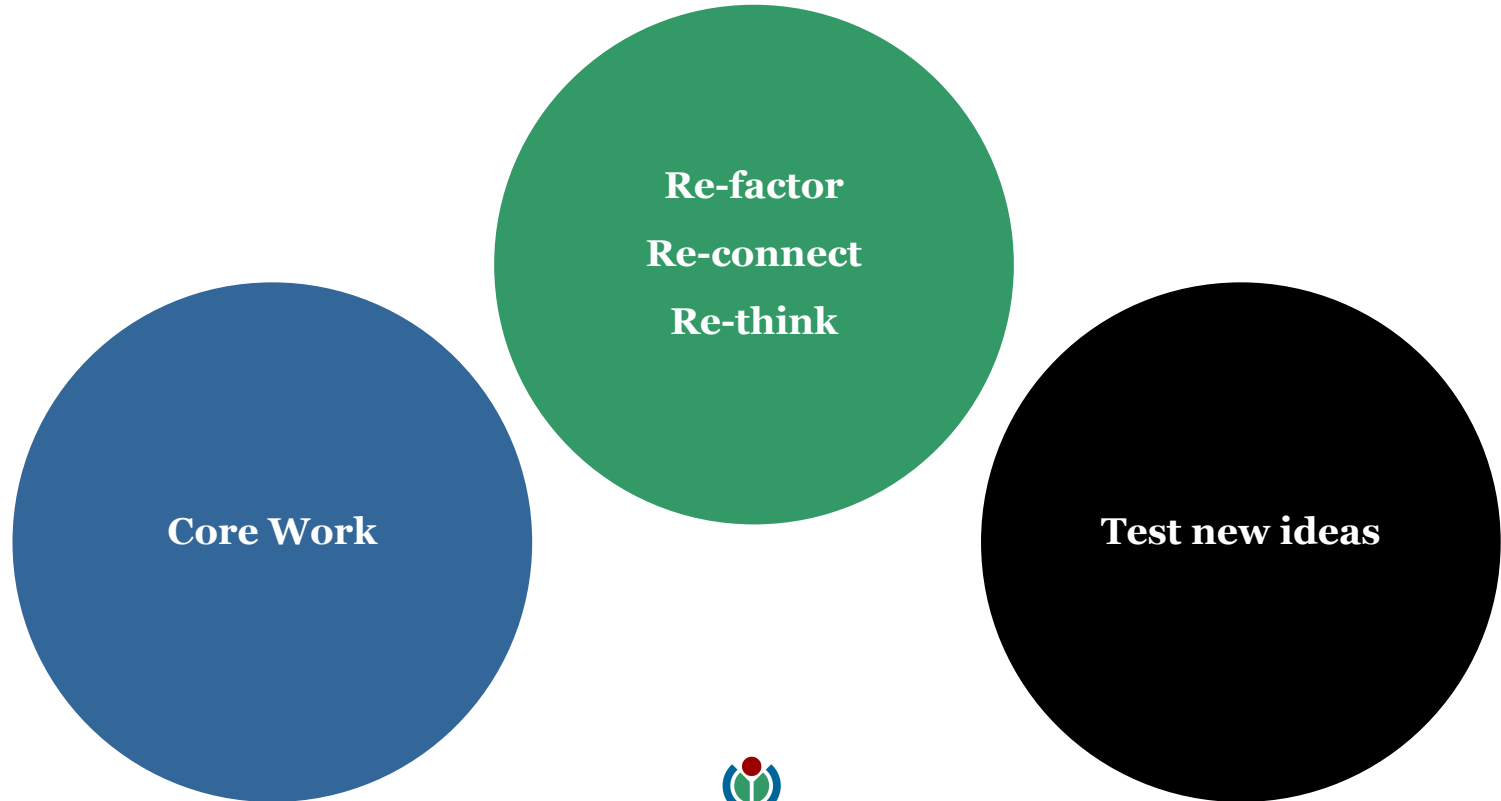 Re-factor
Re-connect
Re-think
Core Work
Test new ideas